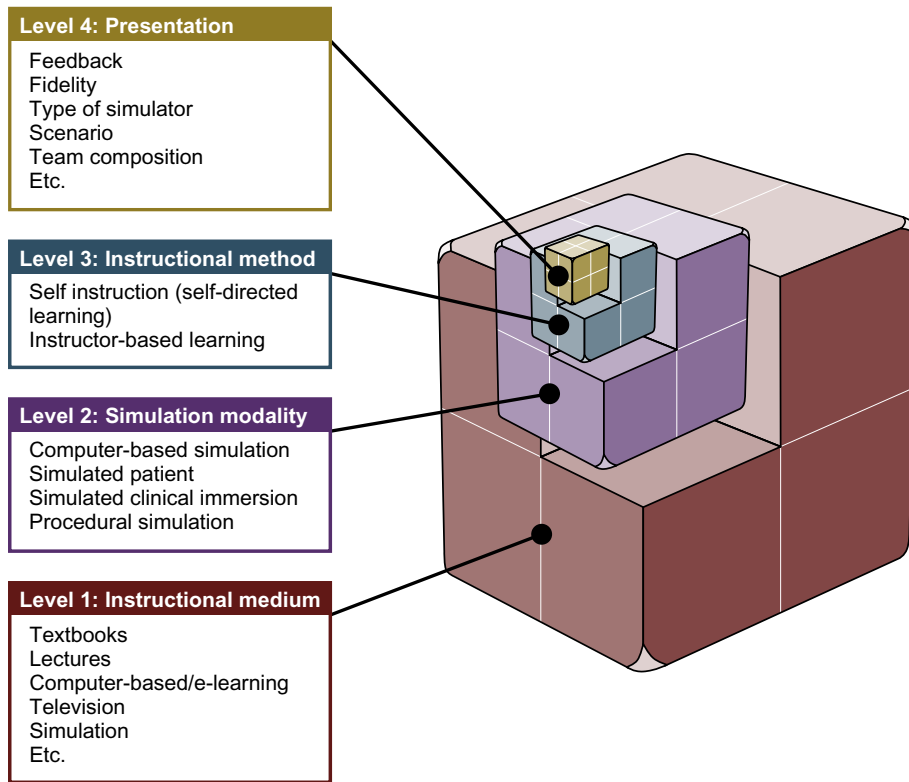 Level 4: Presentation
Feedback
Fidelity
Type of simulator
Scenario
Team composition
Etc.
Level 3: Instructional method
Self instruction (self-directed
learning)
Instructor-based learning
Level 2: Simulation modality
Computer-based simulation
Simulated patient
Simulated clinical immersion
Procedural simulation
Level 1: Instructional medium
Textbooks
Lectures
Computer-based/e-learning
Television
Simulation
Etc.